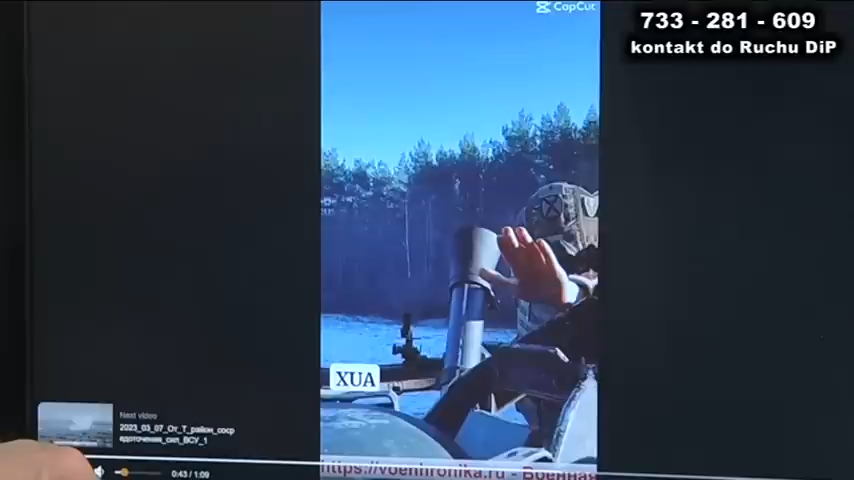 CapCut
733 - 281 - 609
kontakt do Ruchu DiP
XUA
Next video
2023_03_07_От_Т_район_соср
едоточения_сил_ВСУ_1
0:43 / 1:09
https://voenhronika.ru - Военная